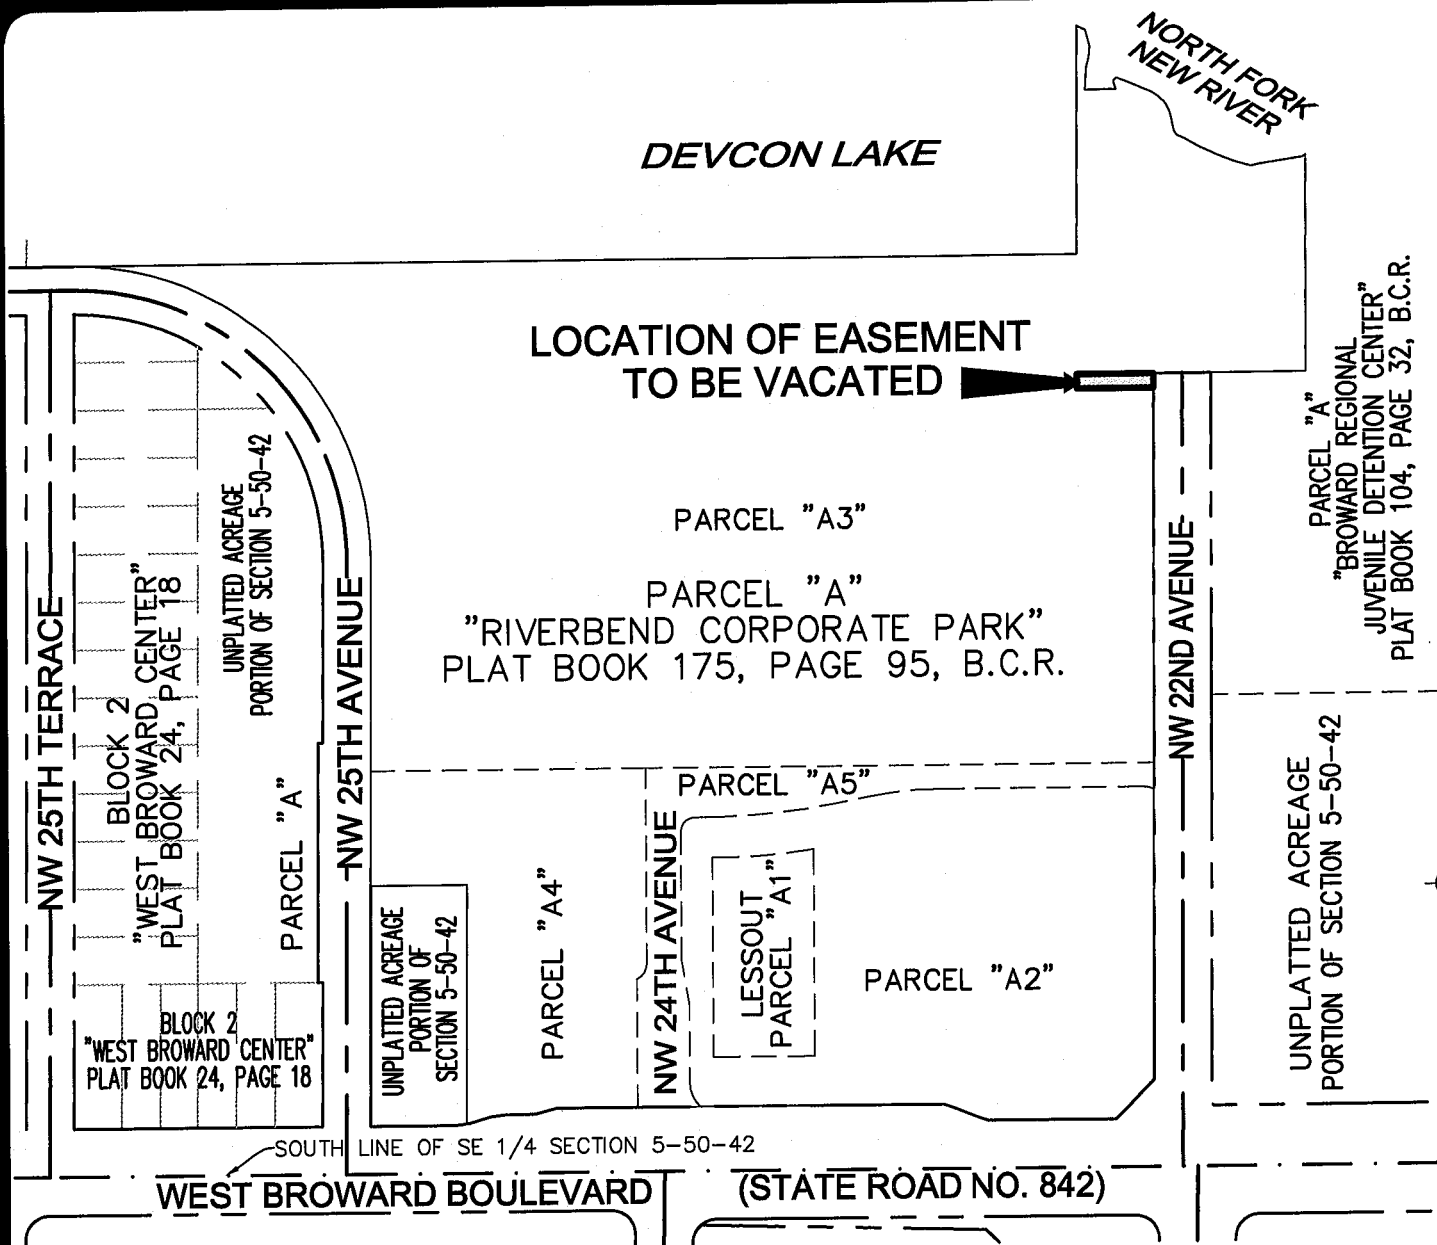 NORTH FORK
NEW RIVER
DEVCON LAKE
LOCATION OF EASEMENT
TO BE VACATED
PARCEL "A"
"BROWARD REGIONAL
JUVENILE DETENTION CENTER"
PLAT BOOK 104, PAGE 32, B.C.R.
UNPLATTED ACREAGE
PORTION OF SECTION 5-50-42
PARCEL "A3"
PARCEL "A"
"RIVERBEND CORPORATE PARK"
PLAT BOOK 175, PAGE 95, B.C.R.
NW 25TH TERRACE
BLOCK 2
"WEST BROWARD CENTER"
PLAT BOOK 24, PAGE 18
PARCEL "A"
NW 25TH AVENUE
NW 22ND AVENUE
PARCEL "A5"
NW 24TH AVENUE
PARCEL "A4"
LESSOUT
PARCEL "A1"
PARCEL "A2"
UNPLATTED ACREAGE
PORTION OF
SECTION 5-50-42
UNPLATTED ACREAGE
PORTION OF SECTION 5-50-42
BLOCK 2
"WEST BROWARD CENTER"
PLAT BOOK 24, PAGE 18
SOUTH LINE OF SE 1/4 SECTION 5-50-42
WEST BROWARD BOULEVARD (STATE ROAD NO. 842)